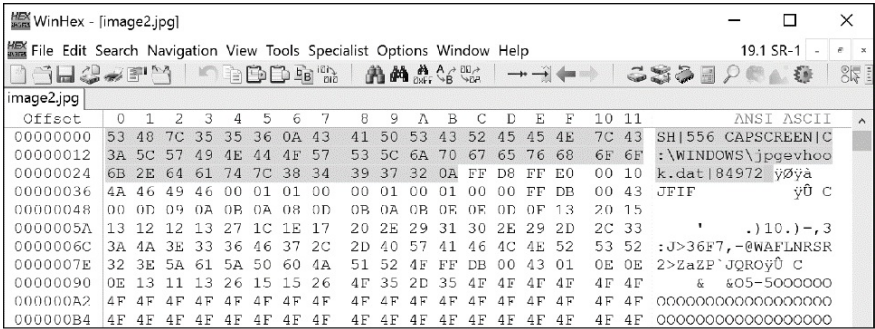 WinHex - [image2.jpg]
File Edit Search Navigation View Tools Specialist Options Window Help 19.1 SR-1
image2.jpg
Offset 0 1 2 3 4 5 6 7 8 9 A B C D E F 10 11 ANSI ASCII
00000000 53 48 7C 35 35 36 0A 43 41 50 53 43 52 45 45 4E 7C 43 SH|556 CAPSCREEN|C
00000012 3A 5C 57 49 4E 44 4F 57 53 5C 6A 70 67 65 76 68 6F 6F :\WINDOWS\jpgevhoo
00000024 6B 2E 64 61 74 7C 38 34 39 37 32 0A FF D8 FF E0 00 10 k.dat|84972 ÿØÿà
00000036 4A 46 49 46 00 01 01 00 00 01 00 01 00 00 FF DB 00 43 JFIF ÿÛ C
00000048 00 0D 09 0A 0B 0A 08 0D 0B 0A 0B 0E 0E 0D 0F 13 20 15
0000005A 13 12 12 13 27 1C 1E 17 20 2E 29 31 30 2E 29 2D 2C 33 ' .)10.)-,3
0000006C 3A 4A 3E 33 36 46 37 2C 2D 40 57 41 46 4C 4E 52 53 52 :J>36F7,-@WAFLNRSR
0000007E 32 3E 5A 61 5A 50 60 4A 51 52 4F FF DB 00 43 01 0E 0E 2>ZaZP`JQROÿÛ C
00000090 0E 13 11 13 26 15 15 26 4F 35 2D 35 4F 4F 4F 4F 4F 4F & &O5-5OOOOOO
000000A2 4F 4F 4F 4F 4F 4F 4F 4F 4F 4F 4F 4F 4F 4F 4F 4F 4F 4F OOOOOOOOOOOOOOOOOO
000000B4 4F 4F 4F 4F 4F 4F 4F 4F 4F 4F 4F 4F 4F 4F 4F 4F 4F 4F OOOOOOOOOOOOOOOOOO